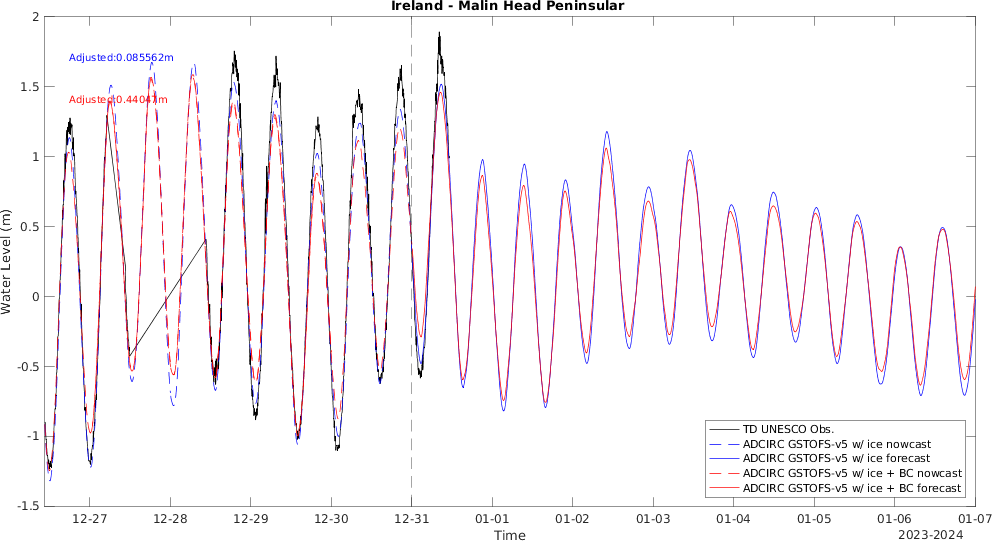 Ireland - Malin Head Peninsular
2
1.5
1
0.5
0
-0.5
-1
-1.5
Water Level (m)
Adjusted:0.085562m
Adjusted:0.44047m
TD UNESCO Obs.
ADCIRC GSTOFS-v5 w/ ice nowcast
ADCIRC GSTOFS-v5 w/ ice forecast
ADCIRC GSTOFS-v5 w/ ice + BC nowcast
ADCIRC GSTOFS-v5 w/ ice + BC forecast
12-27 12-28 12-29 12-30 12-31 01-01 01-02 01-03 01-04 01-05 01-06 01-07
Time
2023-2024